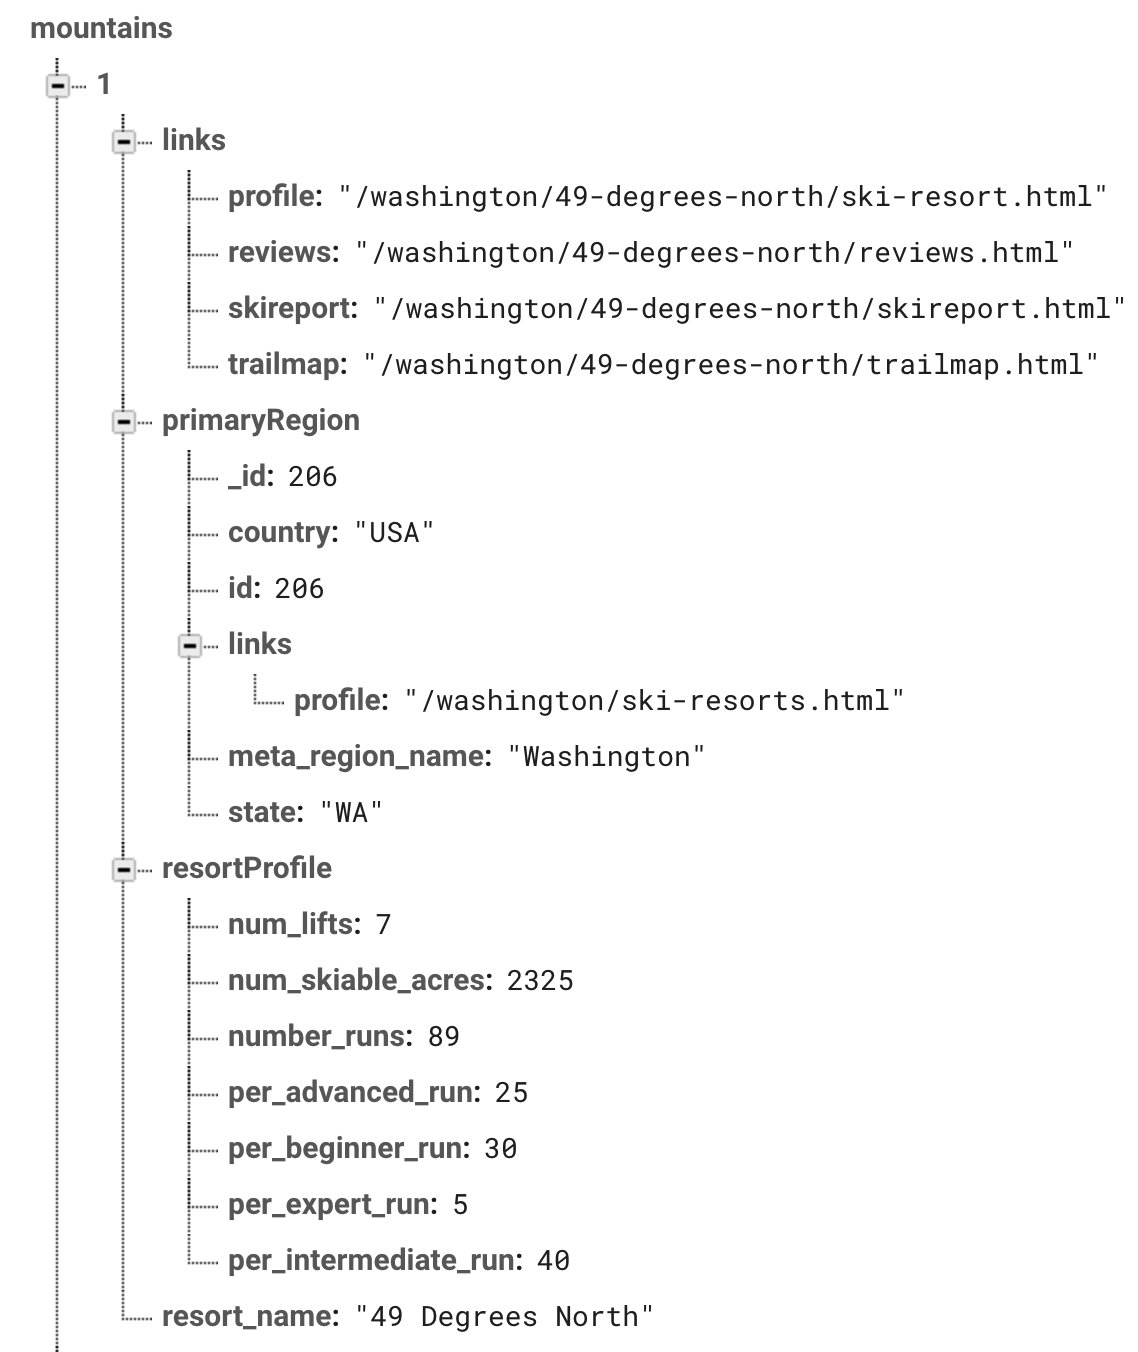 mountains
1
links
profile: "/washington/49-degrees-north/ski-resort.html"
reviews: "/washington/49-degrees-north/reviews.html"
skireport: "/washington/49-degrees-north/skireport.html"
trailmap: "/washington/49-degrees-north/trailmap.html"
primaryRegion
_id: 206
country: "USA"
id: 206
links
profile: "/washington/ski-resorts.html"
meta_region_name: "Washington"
state: "WA"
resortProfile
num_lifts: 7
num_skiable_acres: 2325
number_runs: 89
per_advanced_run: 25
per_beginner_run: 30
per_expert_run: 5
per_intermediate_run: 40
resort_name: "49 Degrees North"